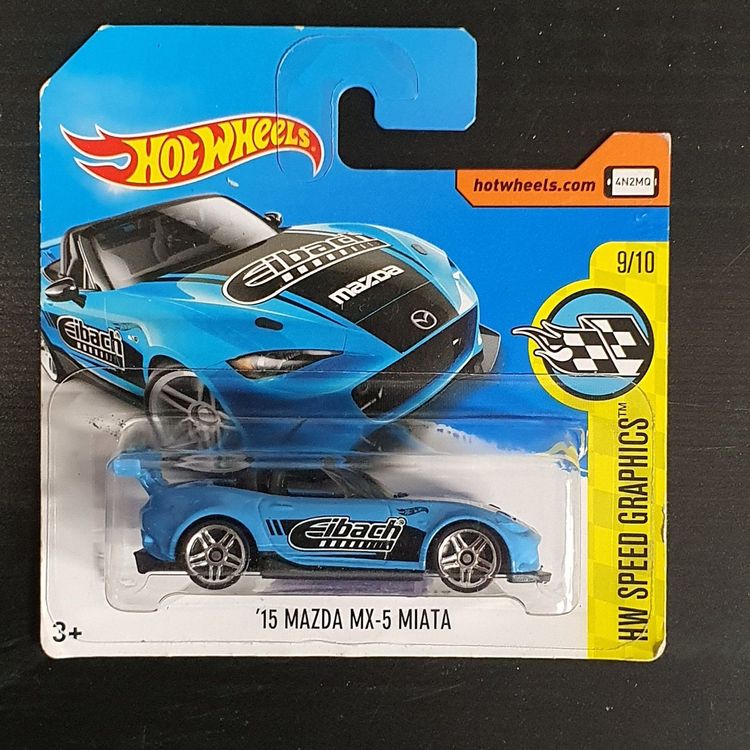 HOT WHEELS
hotwheels.com
4N2MQ
9/10
Eibach
mazda
Eibach
HW SPEED GRAPHICS™
Eibach®
'15 MAZDA MX-5 MIATA
3+